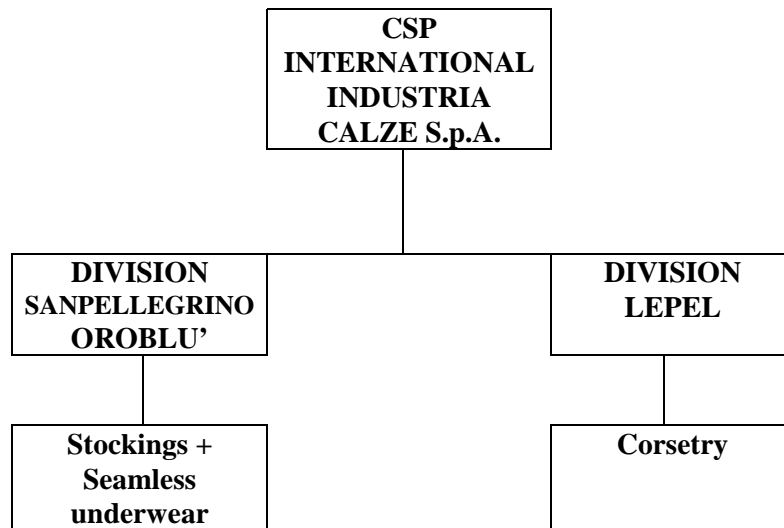 CSP
INTERNATIONAL
INDUSTRIA
CALZE S.p.A.
DIVISION
SANPELLEGRINO
OROBLU’
DIVISION
LEPEL
Stockings +
Seamless
underwear
Corsetry